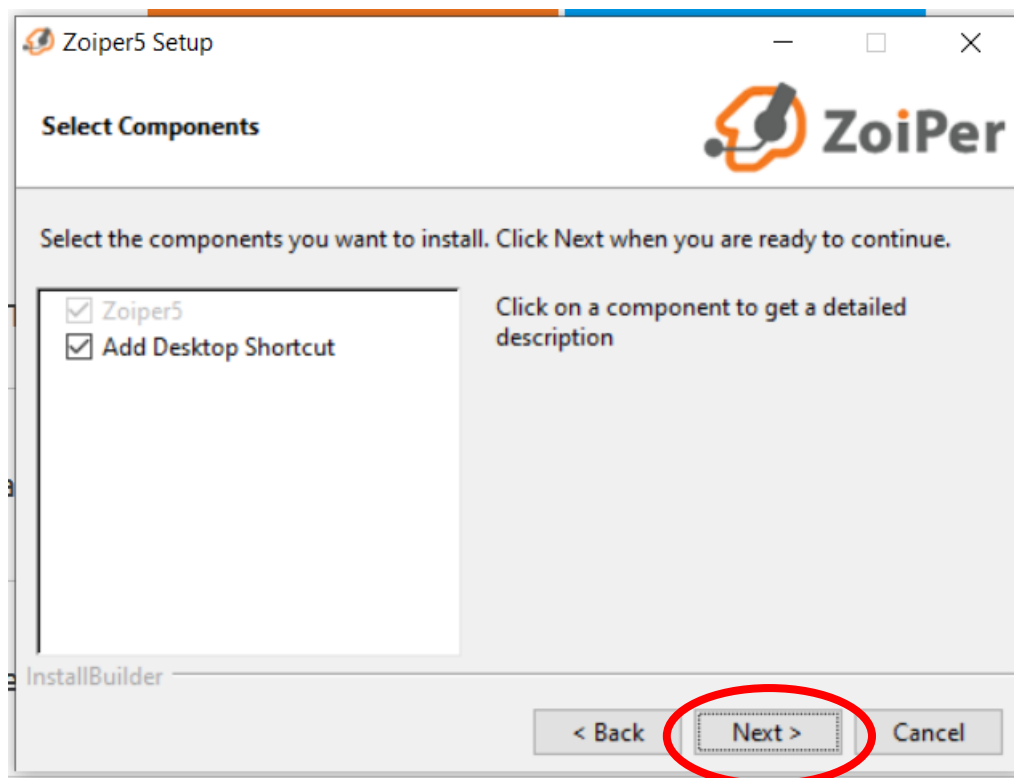 Zoiper5 Setup
Select Components
ZoiPer
Select the components you want to install. Click Next when you are ready to continue.
Zoiper5
Add Desktop Shortcut
Click on a component to get a detailed
description
InstallBuilder
< Back
Next >
Cancel